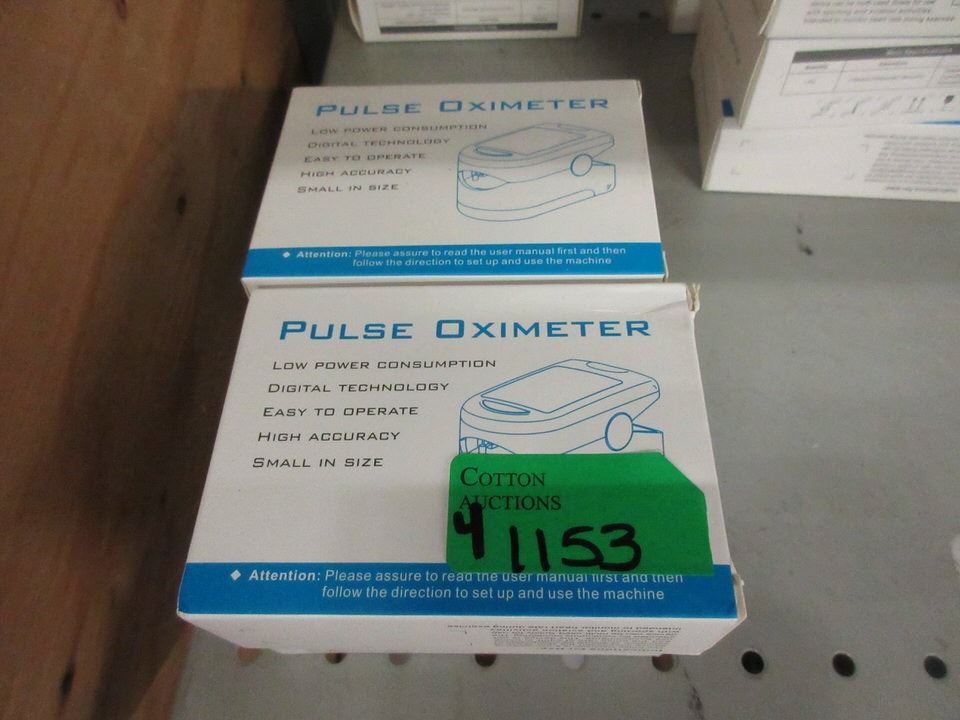 PULSE OXIMETER
LOW POWER CONSUMPTION
DIGITAL TECHNOLOGY
EASY TO OPERATE
HIGH ACCURACY
SMALL IN SIZE
◆ Attention: Please assure to read the user manual first and then
follow the direction to set up and use the machine
PULSE OXIMETER
LOW POWER CONSUMPTION
DIGITAL TECHNOLOGY
EASY TO OPERATE
HIGH ACCURACY
SMALL IN SIZE
COTTON
AUCTIONS
4 1153
◆ Attention: Please assure to read the user manual first and then
follow the direction to set up and use the machine